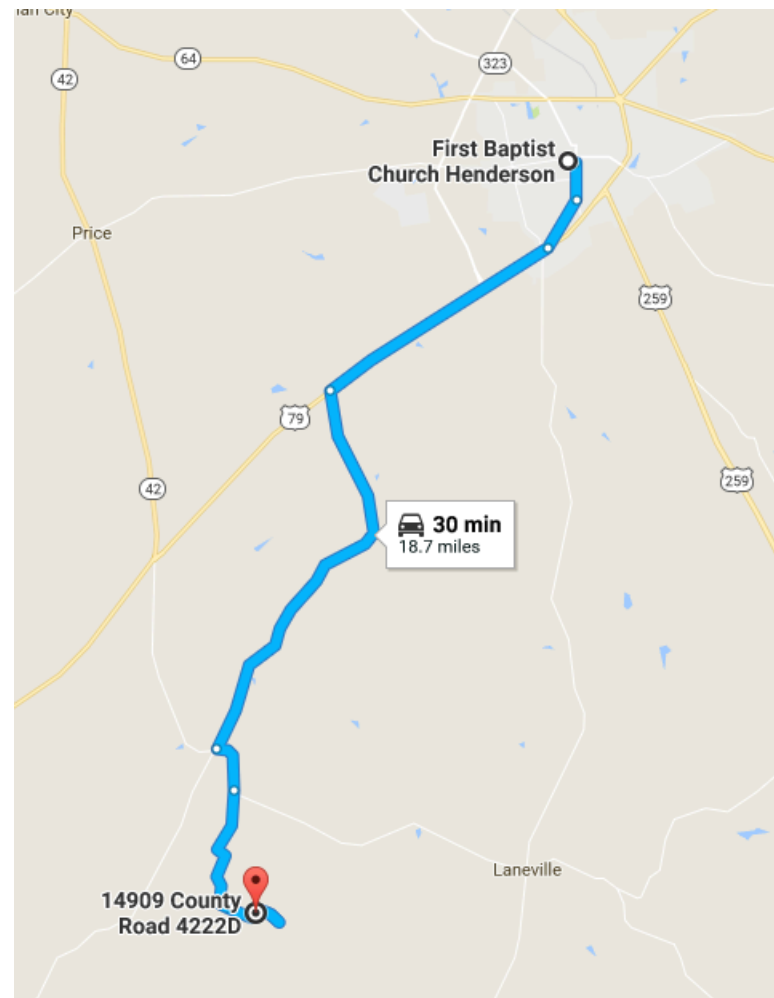 64
323
42
First Baptist
Church Henderson
Price
259
79
259
42
30 min
18.7 miles
Laneville
14909 County
Road 4222D